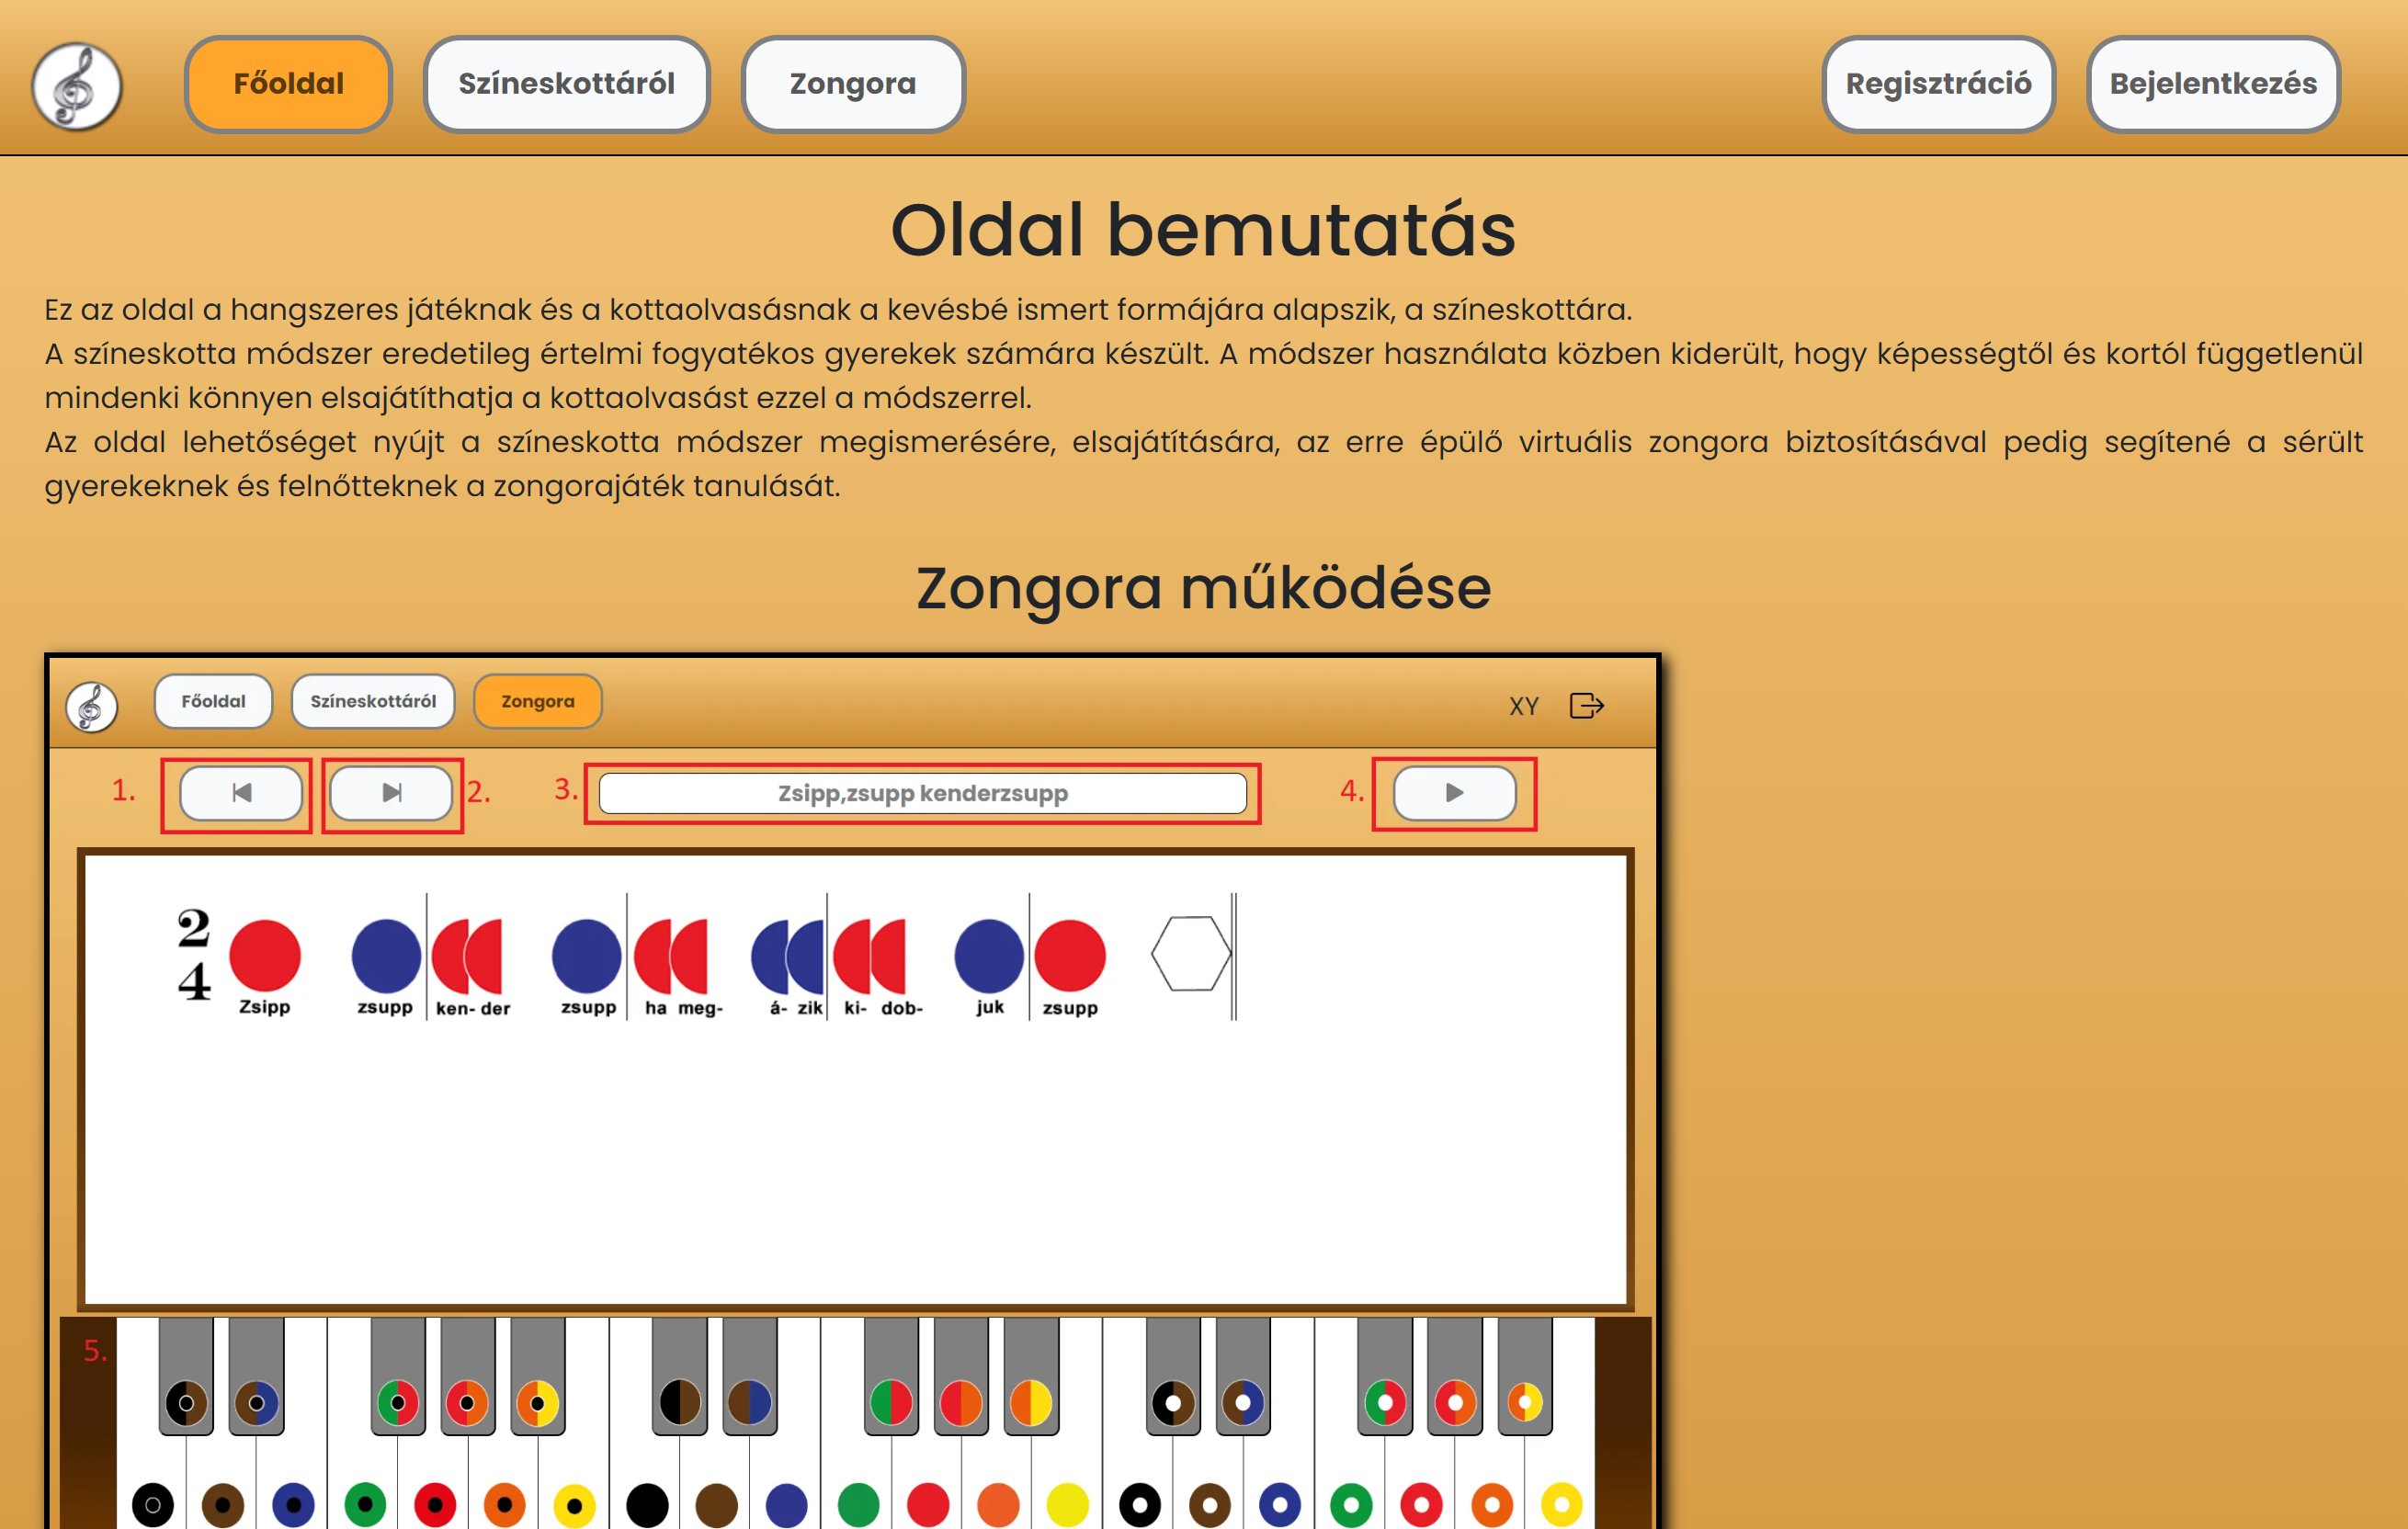 Főoldal Színeskottáról Zongora Regisztráció Bejelentkezés
Oldal bemutatás
Ez az oldal a hangszeres játéknak és a kottaolvasásnak a kevésbé ismert formájára alapszik, a színeskottára.
A színeskotta módszer eredetileg értelmi fogyatékos gyerekek számára készült. A módszer használata közben kiderült, hogy képességtől és kortól függetlenül
mindenki könnyen elsajátíthatja a kottaolvasást ezzel a módszerrel.
Az oldal lehetőséget nyújt a színeskotta módszer megismerésére, elsajátítására, az erre épülő virtuális zongora biztosításával pedig segítené a sérült
gyerekeknek és felnőtteknek a zongorajáték tanulását.
Zongora működése
Főoldal Színeskottáról Zongora XY
1. 2. 3. Zsipp,zsupp kenderzsupp 4.
2
4
Zsipp zsupp ken- der zsupp ha meg- á- zik ki- dob- juk zsupp
5.